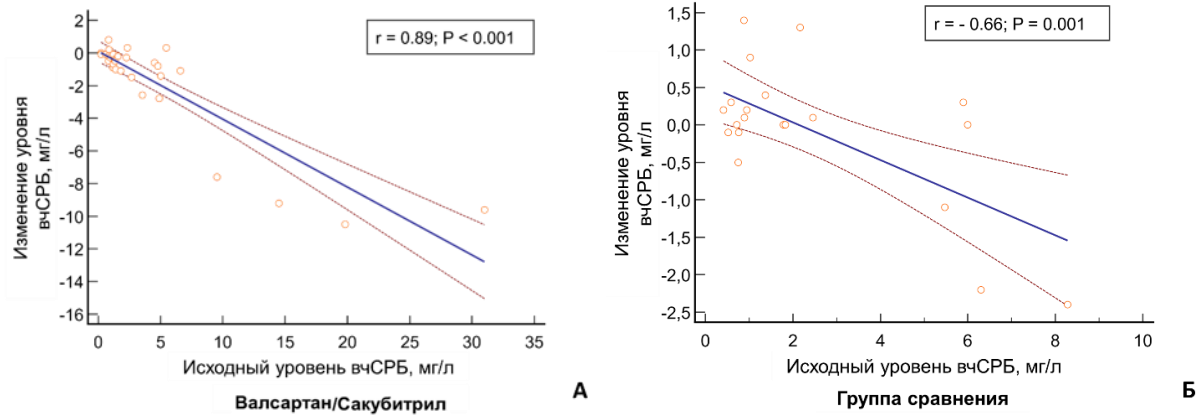 r = 0.89; P < 0.001
2
0
-2
-4
-6
-8
-10
-12
-14
-16
Изменение уровня
вчСРБ, мг/л
0 5 10 15 20 25 30 35
Исходный уровень вчСРБ, мг/л
Валсартан/Сакубитрил
А
r = - 0.66; P = 0.001
1,5
1,0
0,5
0,0
-0,5
-1,0
-1,5
-2,0
-2,5
Изменение уровня
вчСРБ, мг/л
0 2 4 6 8 10
Исходный уровень вчСРБ, мг/л
Группа сравнения
Б